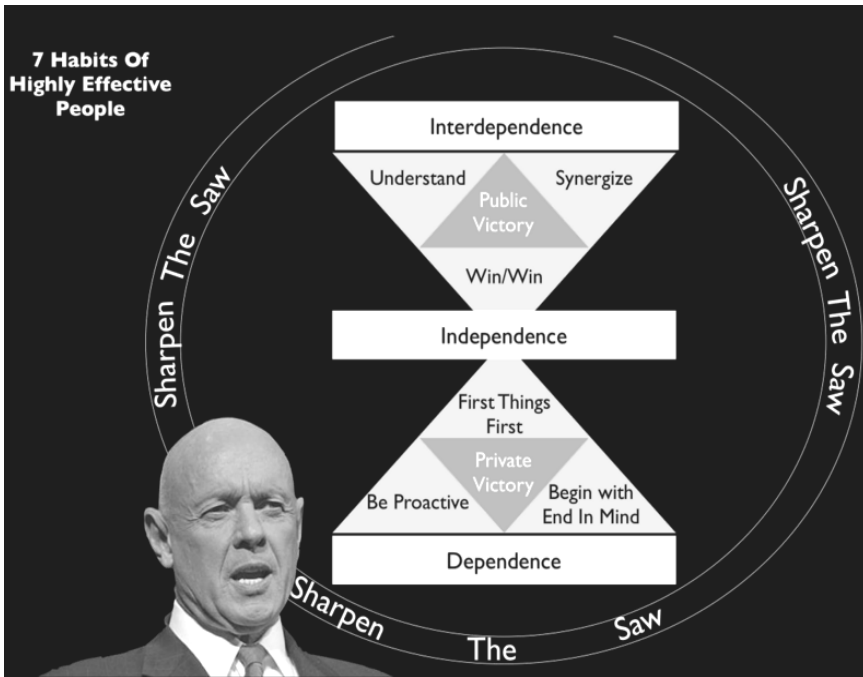 7 Habits Of
Highly Effective
People
Interdependence
Understand
Synergize
Public
Victory
Win/Win
Independence
First Things
First
Private
Victory
Be Proactive
Begin with
End In Mind
Dependence
Sharpen The Saw
Sharpen The Saw
Sharpen The Saw